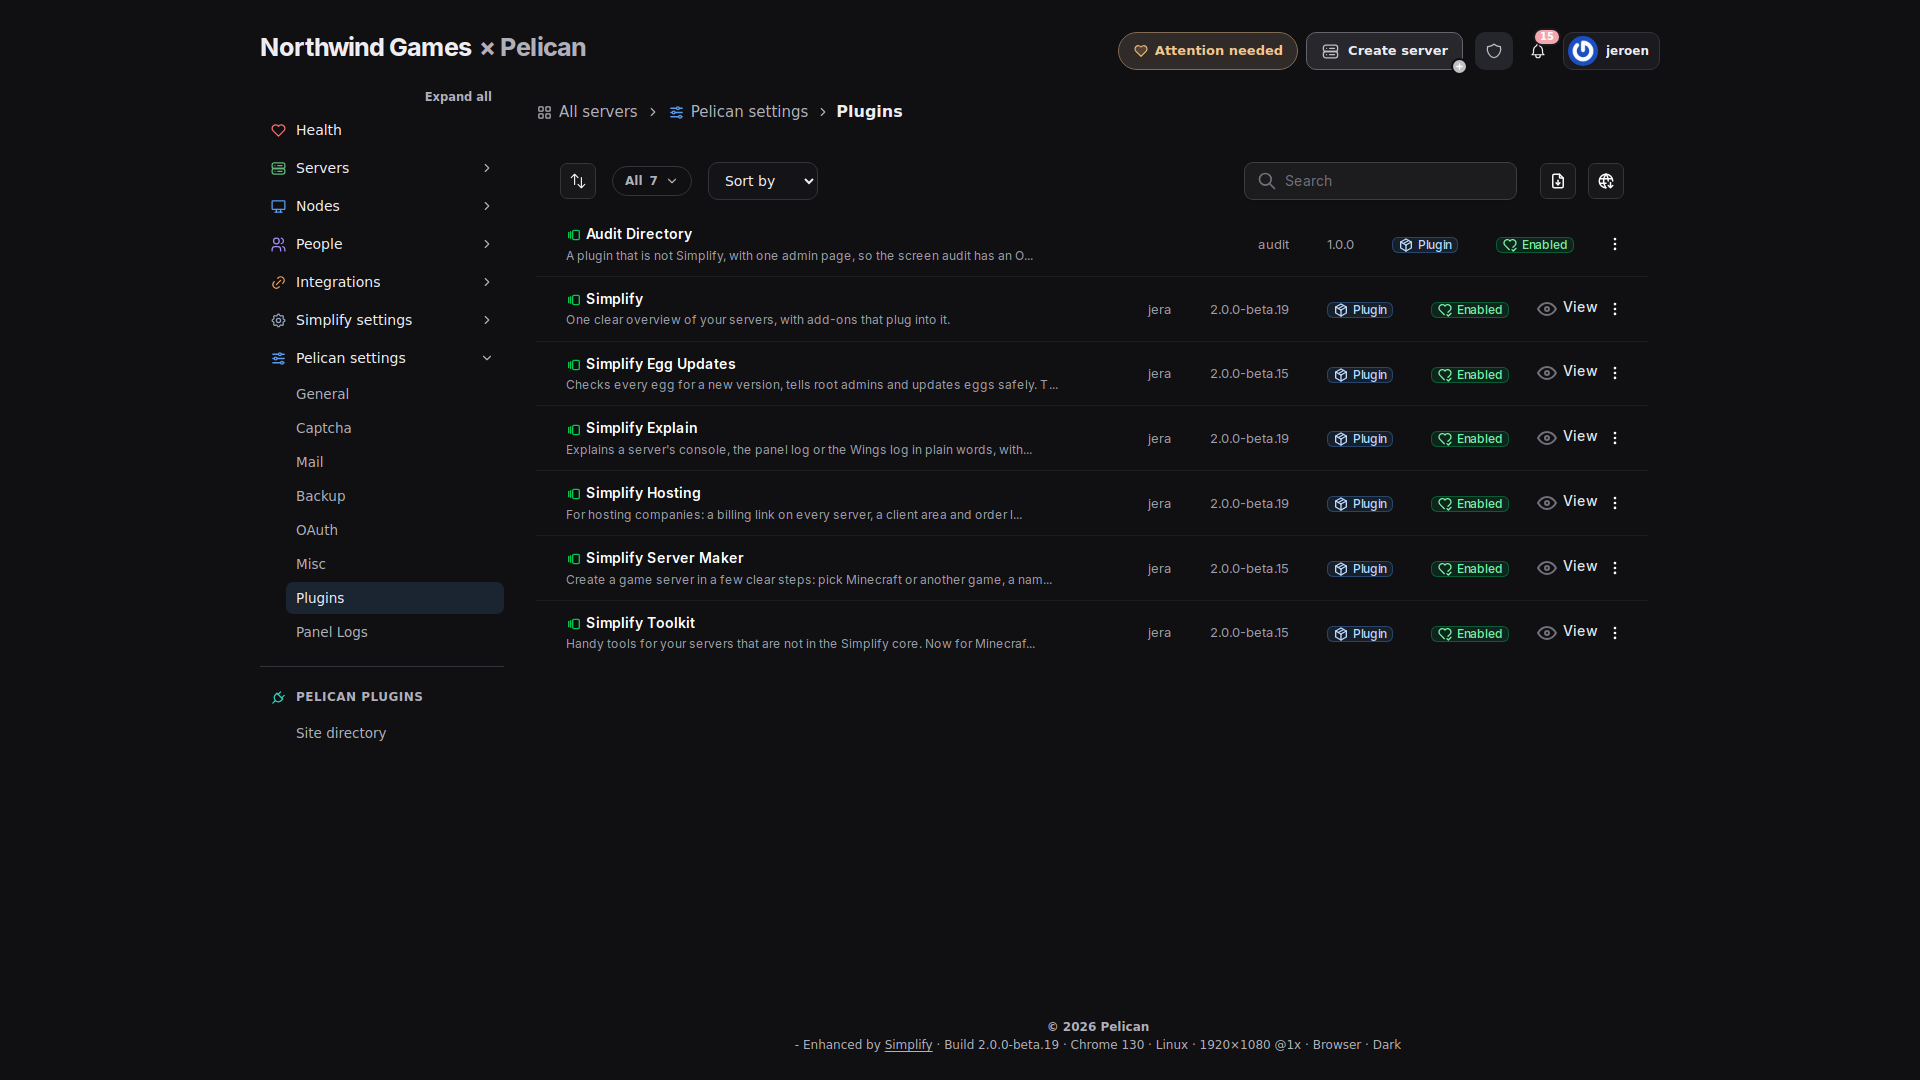 Northwind Games × Pelican
Attention needed
Create server
15
jeroen
Expand all
Health
Servers
Nodes
People
Integrations
Simplify settings
Pelican settings
General
Captcha
Mail
Backup
OAuth
Misc
Plugins
Panel Logs
PELICAN PLUGINS
Site directory
All servers > Pelican settings > Plugins
All 7
Sort by
Search
Audit Directory
A plugin that is not Simplify, with one admin page, so the screen audit has an O...
audit 1.0.0 Plugin Enabled
Simplify
One clear overview of your servers, with add-ons that plug into it.
jera 2.0.0-beta.19 Plugin Enabled View
Simplify Egg Updates
Checks every egg for a new version, tells root admins and updates eggs safely. T...
jera 2.0.0-beta.15 Plugin Enabled View
Simplify Explain
Explains a server's console, the panel log or the Wings log in plain words, with...
jera 2.0.0-beta.19 Plugin Enabled View
Simplify Hosting
For hosting companies: a billing link on every server, a client area and order l...
jera 2.0.0-beta.19 Plugin Enabled View
Simplify Server Maker
Create a game server in a few clear steps: pick Minecraft or another game, a nam...
jera 2.0.0-beta.15 Plugin Enabled View
Simplify Toolkit
Handy tools for your servers that are not in the Simplify core. Now for Minecraf...
jera 2.0.0-beta.15 Plugin Enabled View
© 2026 Pelican
- Enhanced by Simplify · Build 2.0.0-beta.19 · Chrome 130 · Linux · 1920×1080 @1x · Browser · Dark